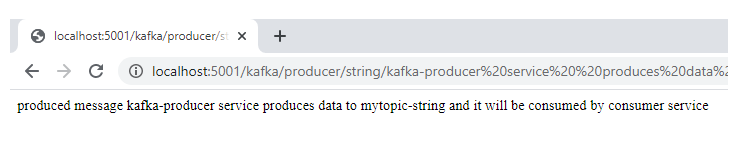 localhost:5001/kafka/producer/st
localhost:5001/kafka/producer/string/kafka-producer%20service%20%20produces%20data%2
produced message kafka-producer service produces data to mytopic-string and it will be consumed by consumer service